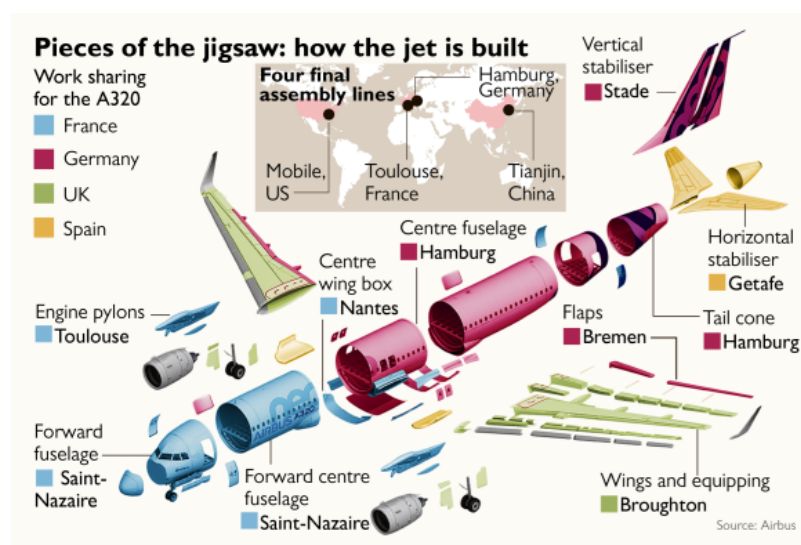 Pieces of the jigsaw: how the jet is built
Work sharing
for the A320
France
Germany
UK
Spain
Four final
assembly lines
Hamburg,
Germany
Mobile,
US
Toulouse,
France
Tianjin,
China
Vertical
stabiliser
Stade
Centre fuselage
Hamburg
Centre
wing box
Nantes
Horizontal
stabiliser
Getafe
Engine pylons
Toulouse
Flaps
Bremen
Tail cone
Hamburg
AIRBUS A320
Forward
fuselage
Saint-
Nazaire
Forward centre
fuselage
Saint-Nazaire
Wings and equipping
Broughton
Source: Airbus